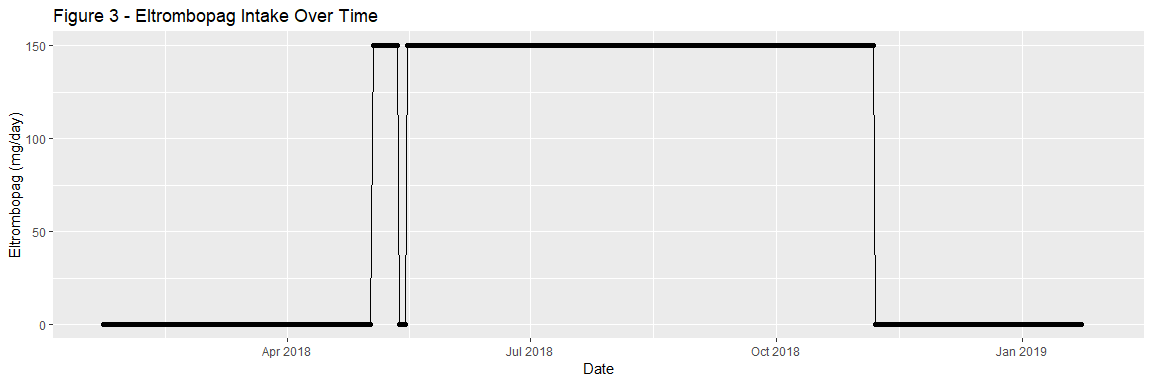 Figure 3 - Eltrombopag Intake Over Time
Eltrombopag (mg/day)
150
100
50
0
Apr 2018 Jul 2018 Oct 2018 Jan 2019
Date